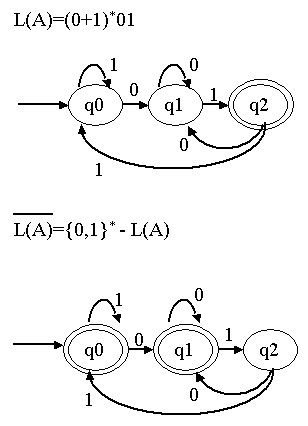 L(A)=(0+1)*01
1 0
q0 0 q1 1 q2
0
1
L(A)={0,1}* - L(A)
1 0
q0 0 q1 1 q2
1 0